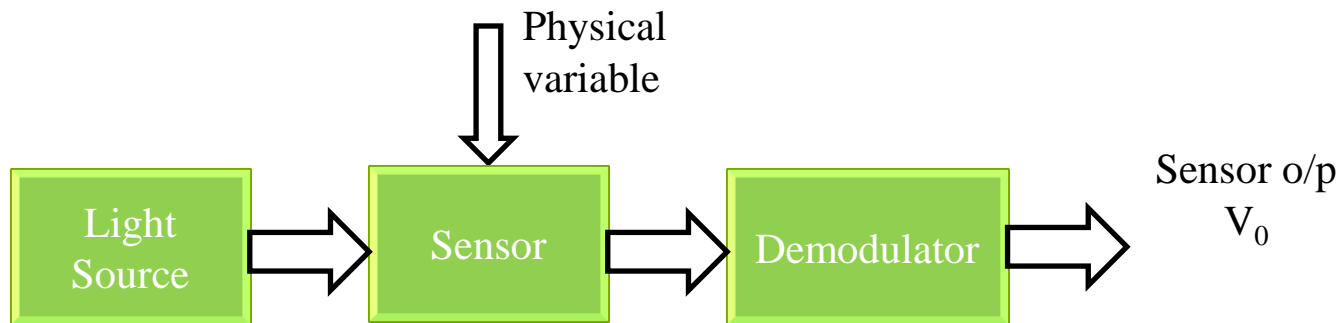 Physical
variable
Light
Source
Sensor
Demodulator
Sensor o/p
V₀